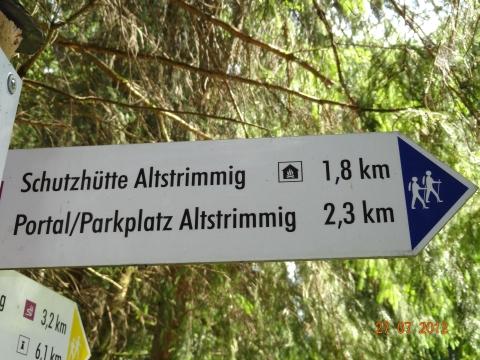 Schutzhütte Altstrimmig 1,8 km
Portal/Parkplatz Altstrimmig 2,3 km
3,2 km
6,1 km
27 07 2012